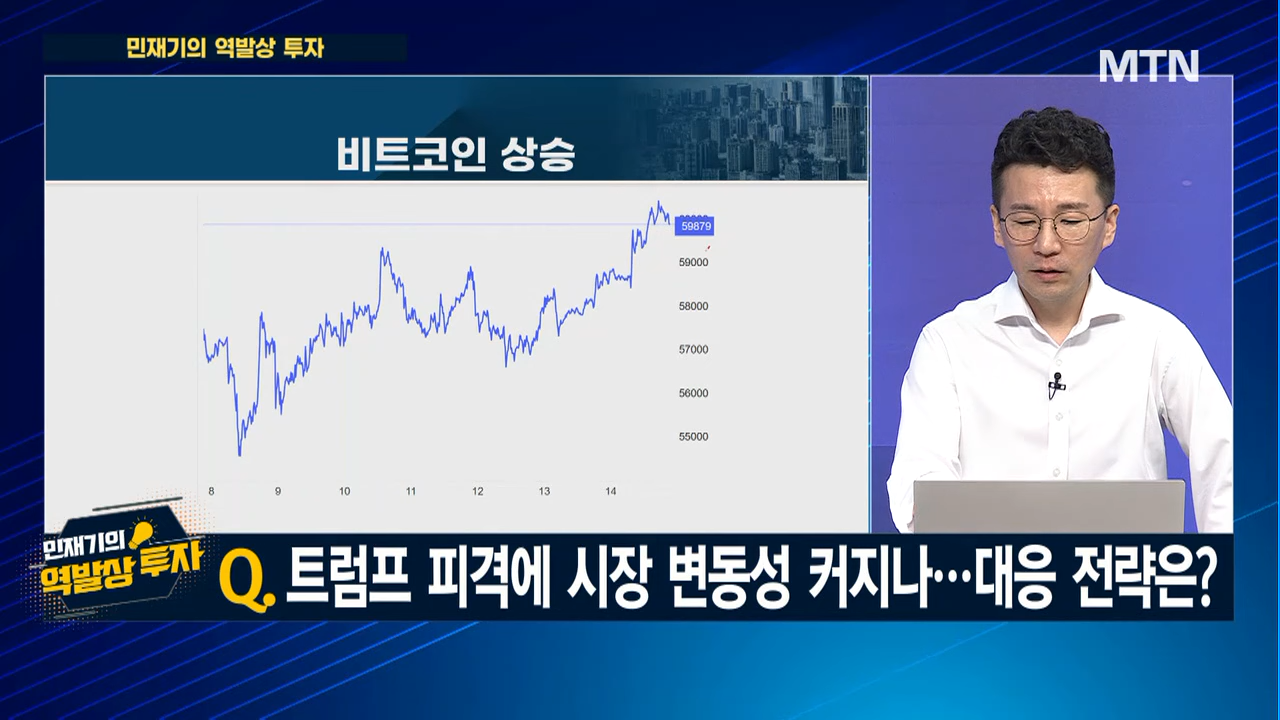 민재기의 역발상 투자
MTN
비트코인 상승
59879
59000
58000
57000
56000
55000
8 9 10 11 12 13 14
민재기의
역발상 투자
Q. 트럼프 피격에 시장 변동성 커지나…대응 전략은?